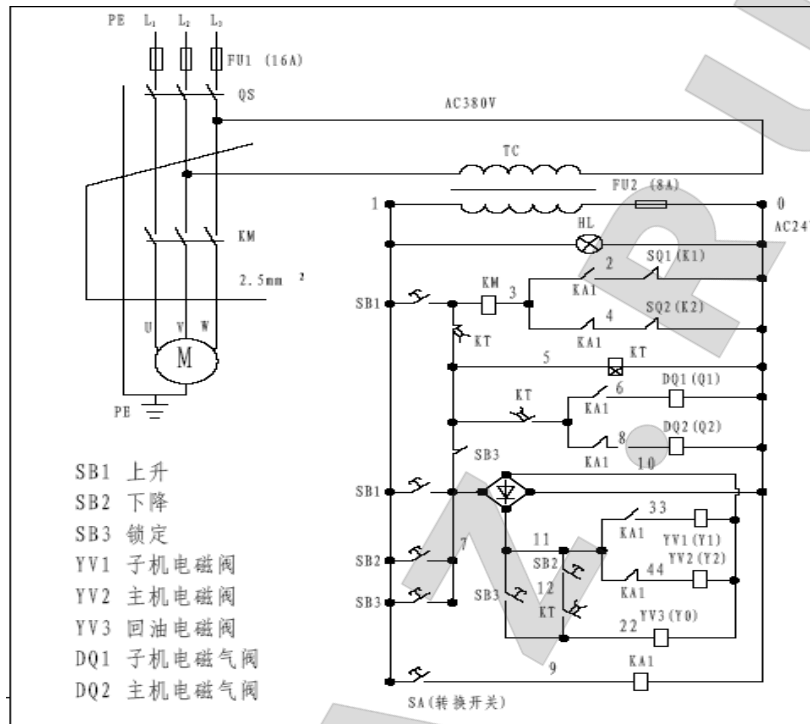 PE L₁ L₂ L₃
FU1 (16A)
QS
AC380V
TC
FU2 (8A)
1
0
HL
AC24
KM
SQ1(K1)
2
KM
3
KA1
2.5mm ²
SB1
SQ2(K2)
4
U V W
KT
KA1
M
5
KT
KT
6
DQ1(Q1)
KA1
PE
DQ2(Q2)
8
SB3
KA1
10
SB1 上升
SB1
SB2 下降
33
SB3 锁定
11
KA1
YV1(Y1)
7
SB2
YV2(Y2)
SB2
YV1 子机电磁阀
44
12
SB3
KA1
SB3
KT
YV2 主机电磁阀
YV3(Y0)
22
YV3 回油电磁阀
DQ1 子机电磁气阀
9
KA1
DQ2 主机电磁气阀
SA(转换开关)